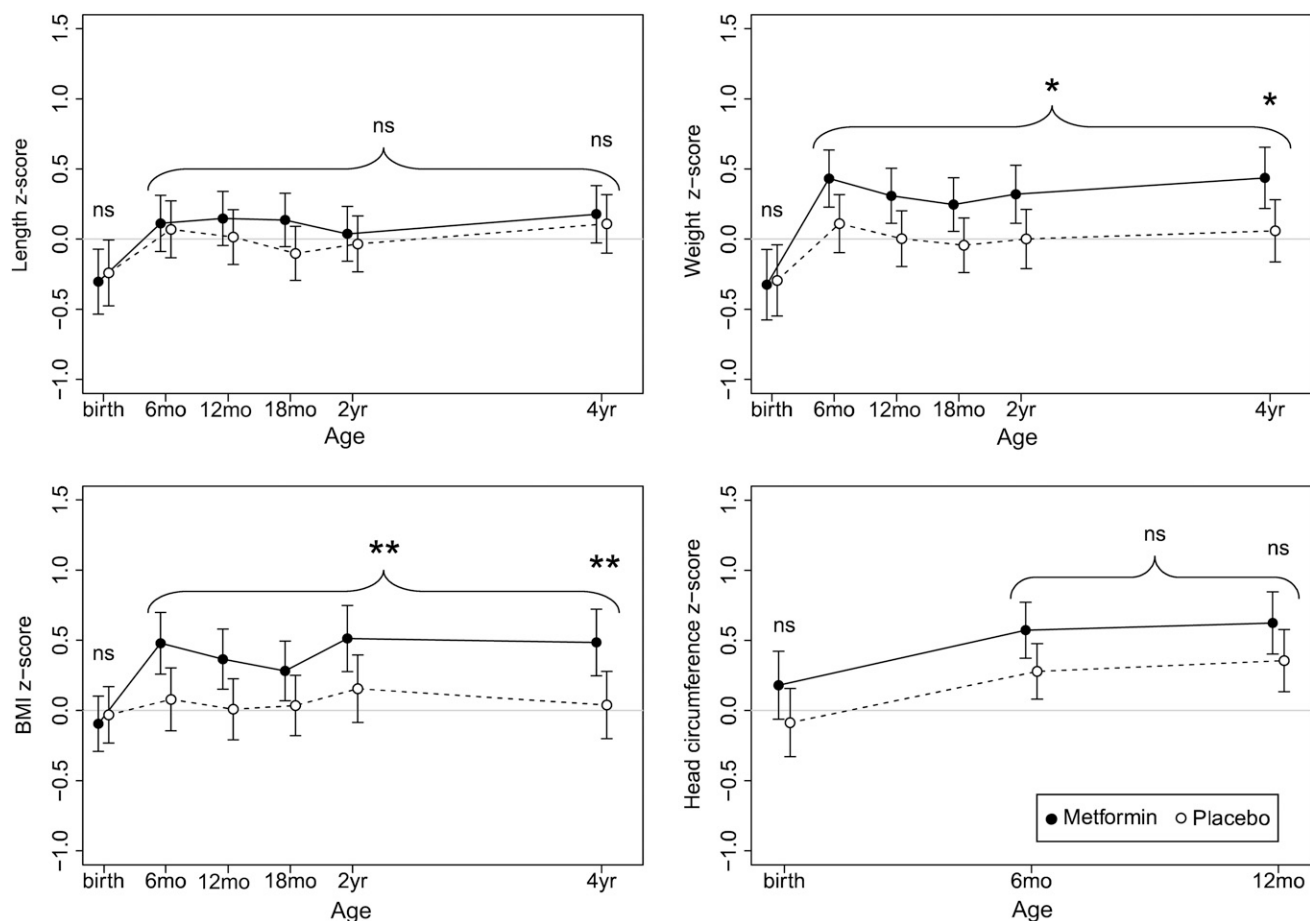 1.5
1.0
0.5
0.0
−0.5
−1.0
Length z-score
ns
ns
ns
birth
6mo
12mo
18mo
2yr
4yr
Age
1.5
1.0
0.5
0.0
−0.5
−1.0
Weight z−score
ns
*
*
birth
6mo
12mo
18mo
2yr
4yr
Age
1.5
1.0
0.5
0.0
−0.5
−1.0
BMI z−score
ns
**
**
birth
6mo
12mo
18mo
2yr
4yr
Age
1.5
1.0
0.5
0.0
−0.5
−1.0
Head circumference z−score
ns
ns
ns
Metformin Placebo
birth
6mo
12mo
Age